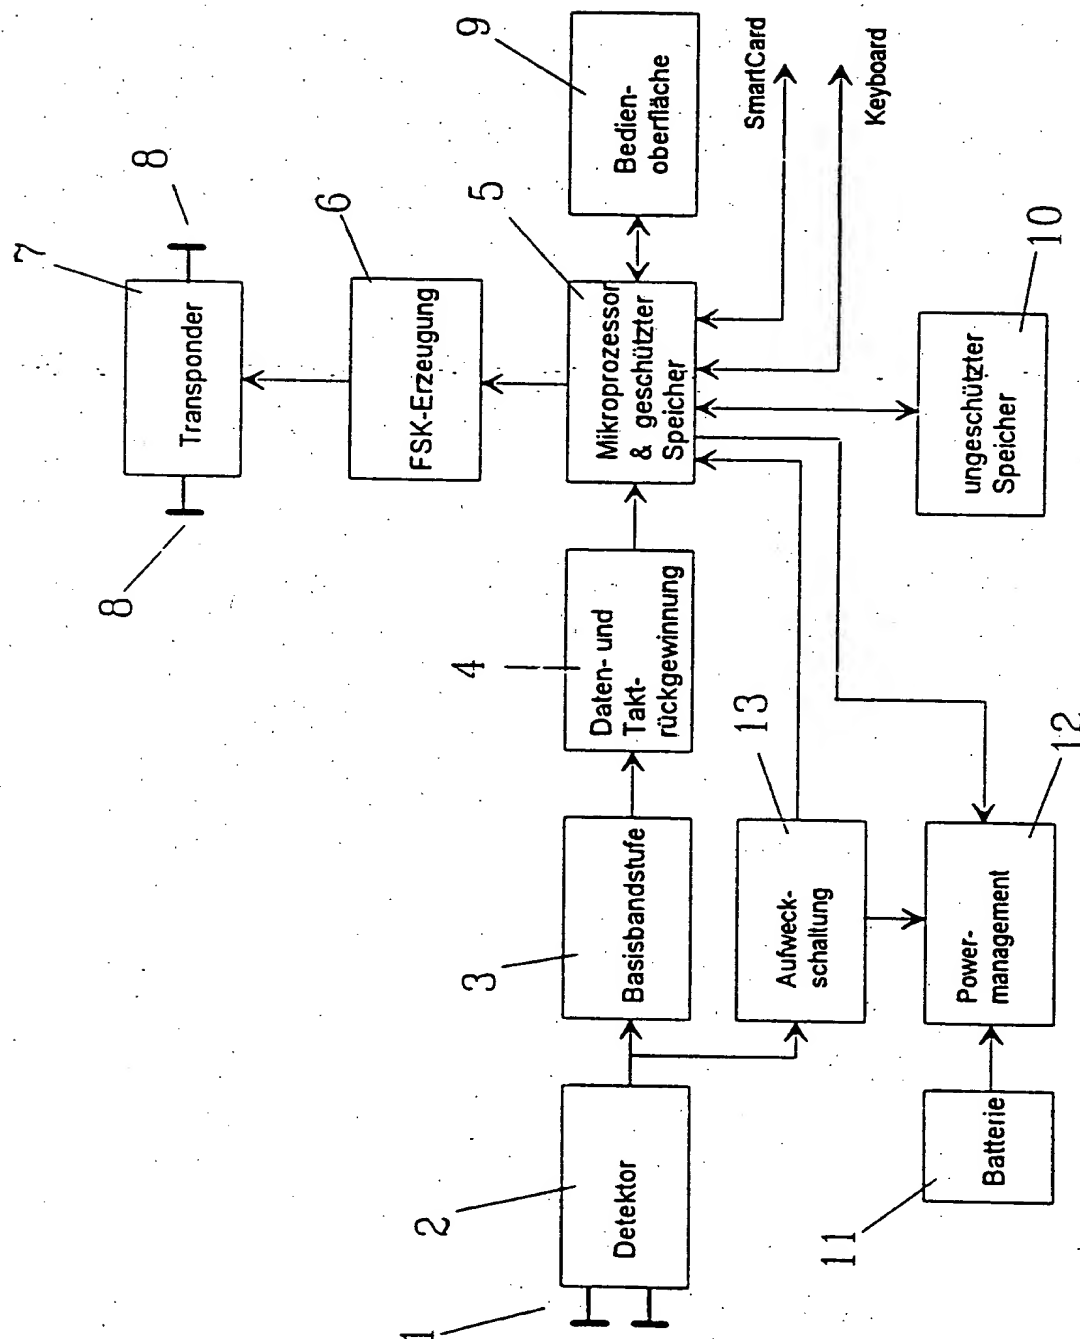 7
Transponder
8
8
6
FSK-Erzeugung
1
2
Detektor
3
Basisbandstufe
4
Daten- und
Takt-
rückgewinnung
5
Mikroprozessor
& geschützter
Speicher
9
Bedien-
oberfläche
SmartCard
Keyboard
13
Aufweck-
schaltung
11
Batterie
12
Power-
management
10
ungeschützter
Speicher